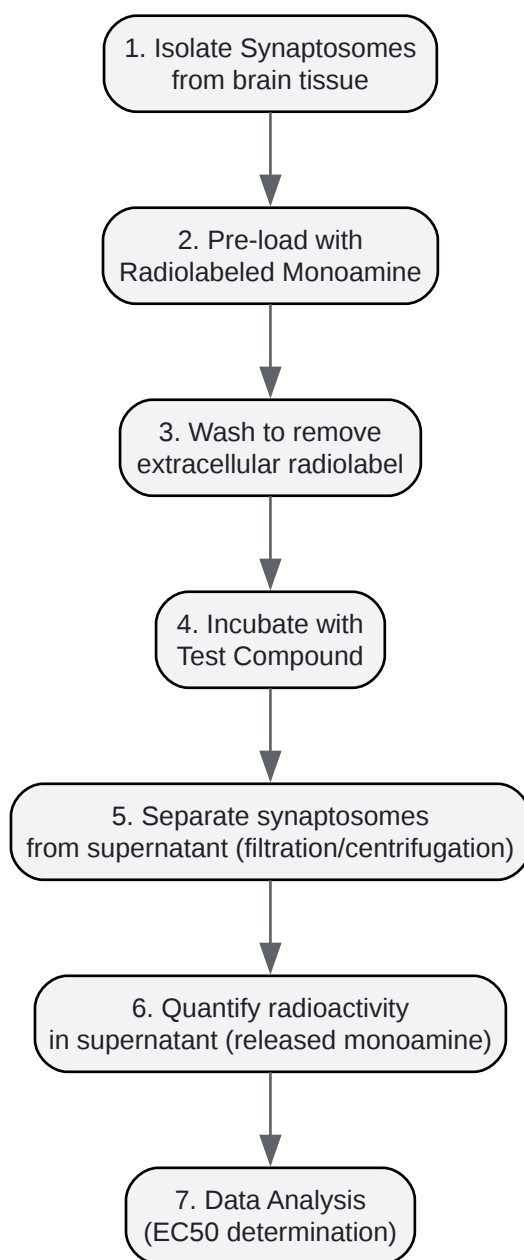 1. Isolate Synaptosomes
from brain tissue
2. Pre-load with
Radiolabeled Monoamine
3. Wash to remove
extracellular radiolabel
4. Incubate with
Test Compound
5. Separate synaptosomes
from supernatant (filtration/centrifugation)
6. Quantify radioactivity
in supernatant (released monoamine)
7. Data Analysis
(EC50 determination)